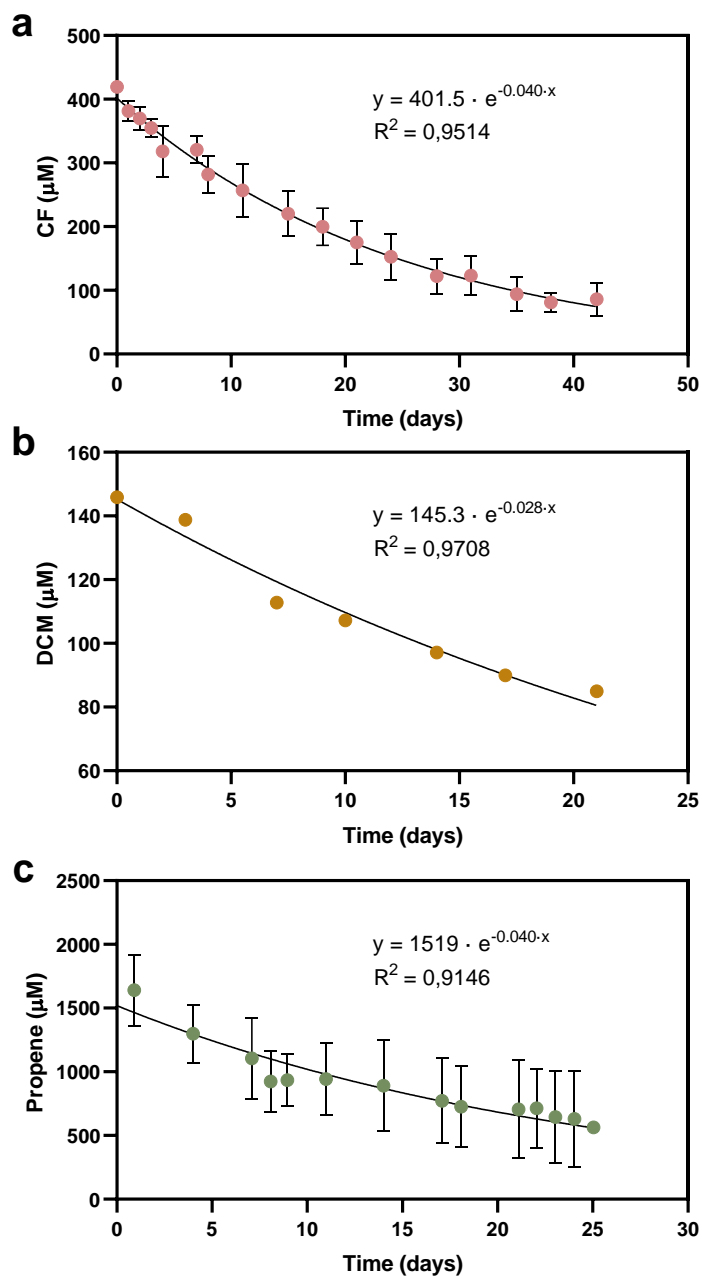 a
500
400
300
200
100
0
CF (μM)
y = 401.5 · e^-0.040·x
R² = 0,9514
0 10 20 30 40 50
Time (days)
b
160
140
120
100
80
60
DCM (μM)
y = 145.3 · e^-0.028·x
R² = 0,9708
0 5 10 15 20 25
Time (days)
c
2500
2000
1500
1000
500
0
Propene (μM)
y = 1519 · e^-0.040·x
R² = 0,9146
0 5 10 15 20 25 30
Time (days)